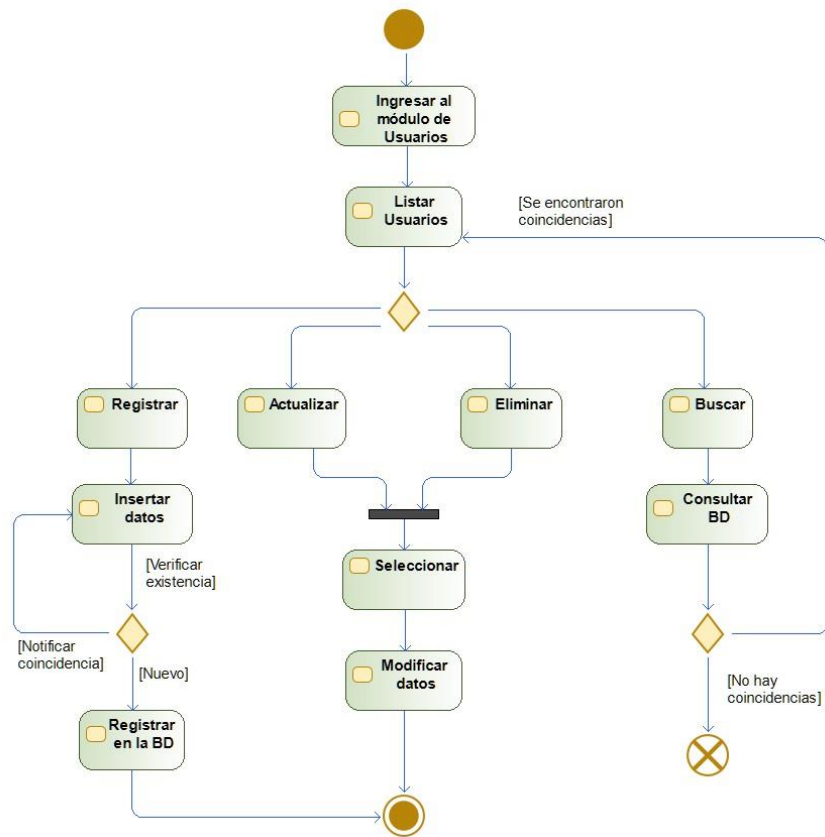 Ingresar al
módulo de
Usuarios
Listar
Usuarios
[Se encontraron
coincidencias]
Registrar
Actualizar
Eliminar
Buscar
Insertar
datos
Consultar
BD
[Verificar
existencia]
Seleccionar
[Notificar
coincidencia]
[Nuevo]
Modificar
datos
[No hay
coincidencias]
Registrar
en la BD